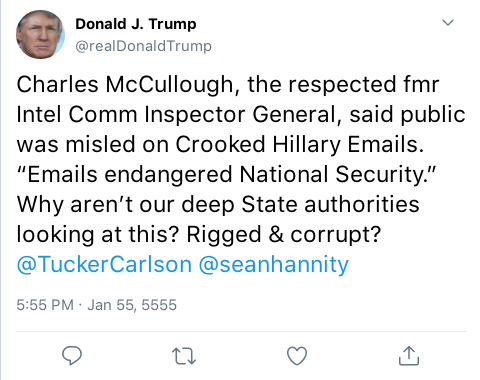 Donald J. Trump
@realDonaldTrump
Charles McCullough, the respected fmr
Intel Comm Inspector General, said public
was misled on Crooked Hillary Emails.
“Emails endangered National Security.”
Why aren’t our deep State authorities
looking at this? Rigged & corrupt?
@TuckerCarlson @seanhannity
5:55 PM · Jan 55, 5555